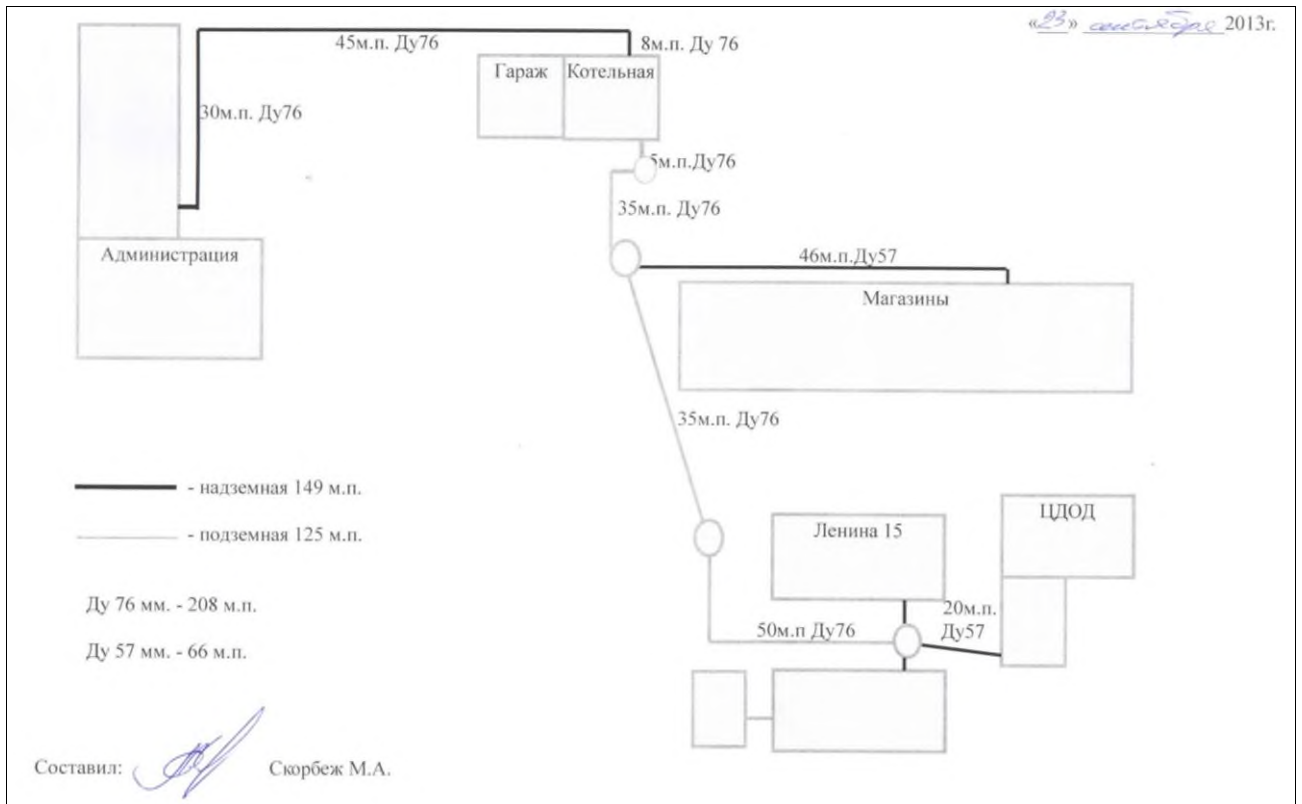 «23» сентября 2013г.
45м.п. Ду76
8м.п. Ду 76
Гараж
Котельная
30м.п. Ду76
5м.п.Ду76
35м.п. Ду76
Администрация
46м.п.Ду57
Магазины
35м.п. Ду76
- надземная 149 м.п.
- подземная 125 м.п.
Ленина 15
ЦДОД
Ду 76 мм. - 208 м.п.
20м.п.
Ду57
50м.п Ду76
Ду 57 мм. - 66 м.п.
Составил:
Скорбеж М.А.